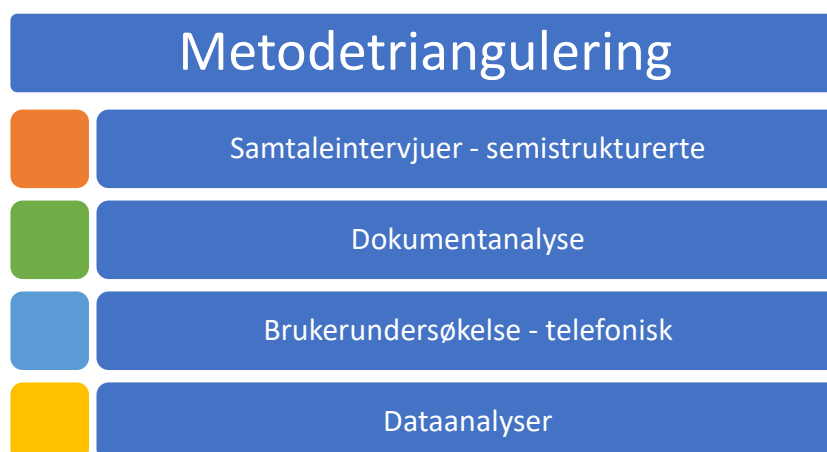 Metodetriangulering
Samtaleintervjuer - semistrukturerte
Dokumentanalyse
Brukerundersøkelse - telefonisk
Dataanalyser